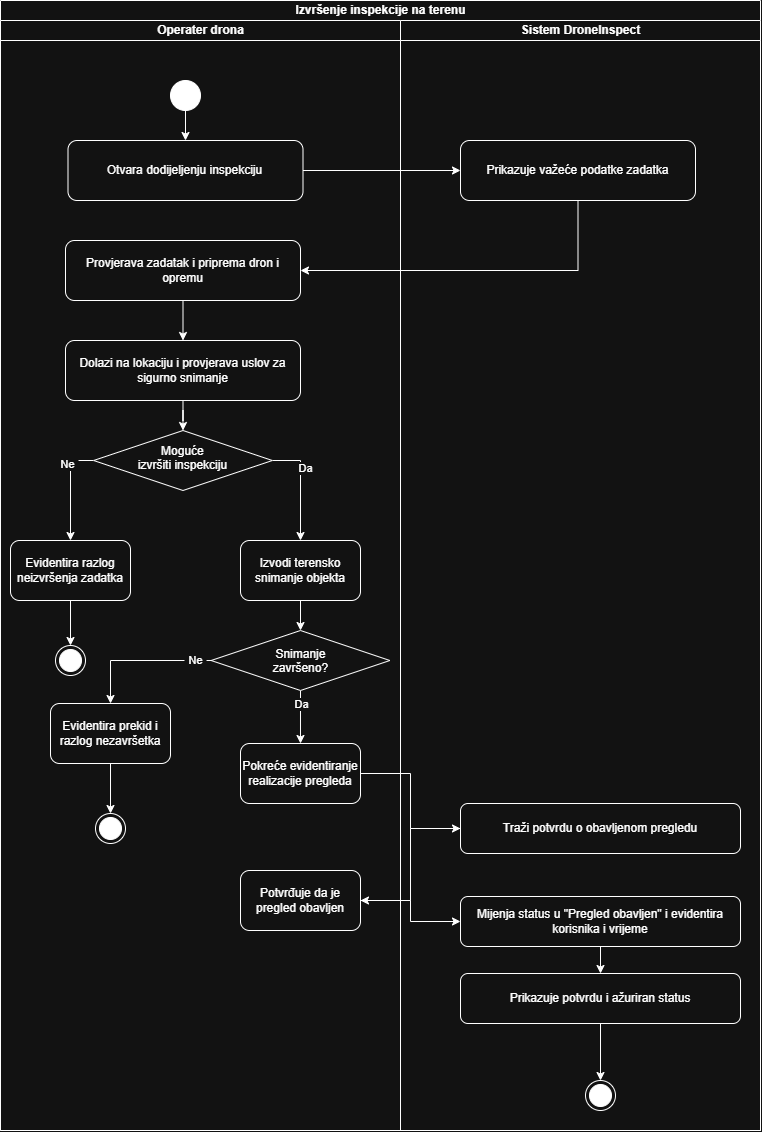 Izvršenje inspekcije na terenu
Operater drona
Sistem DroneInspect
Otvara dodijeljenu inspekciju
Prikazuje važeće podatke zadatka
Provjerava zadatak i priprema dron i
opremu
Dolazi na lokaciju i provjerava uslov za
sigurno snimanje
Moguće
izvršiti inspekciju
Ne
Da
Evidentira razlog
neizvršenja zadatka
Izvodi terensko
snimanje objekta
Snimanje
završeno?
Ne
Da
Evidentira prekid i
razlog nezavršetka
Pokreće evidentiranje
realizacije pregleda
Traži potvrdu o obavljenom pregledu
Potvrđuje da je
pregled obavljen
Mijenja status u "Pregled obavljen" i evidentira
korisnika i vrijeme
Prikazuje potvrdu i ažuriran status